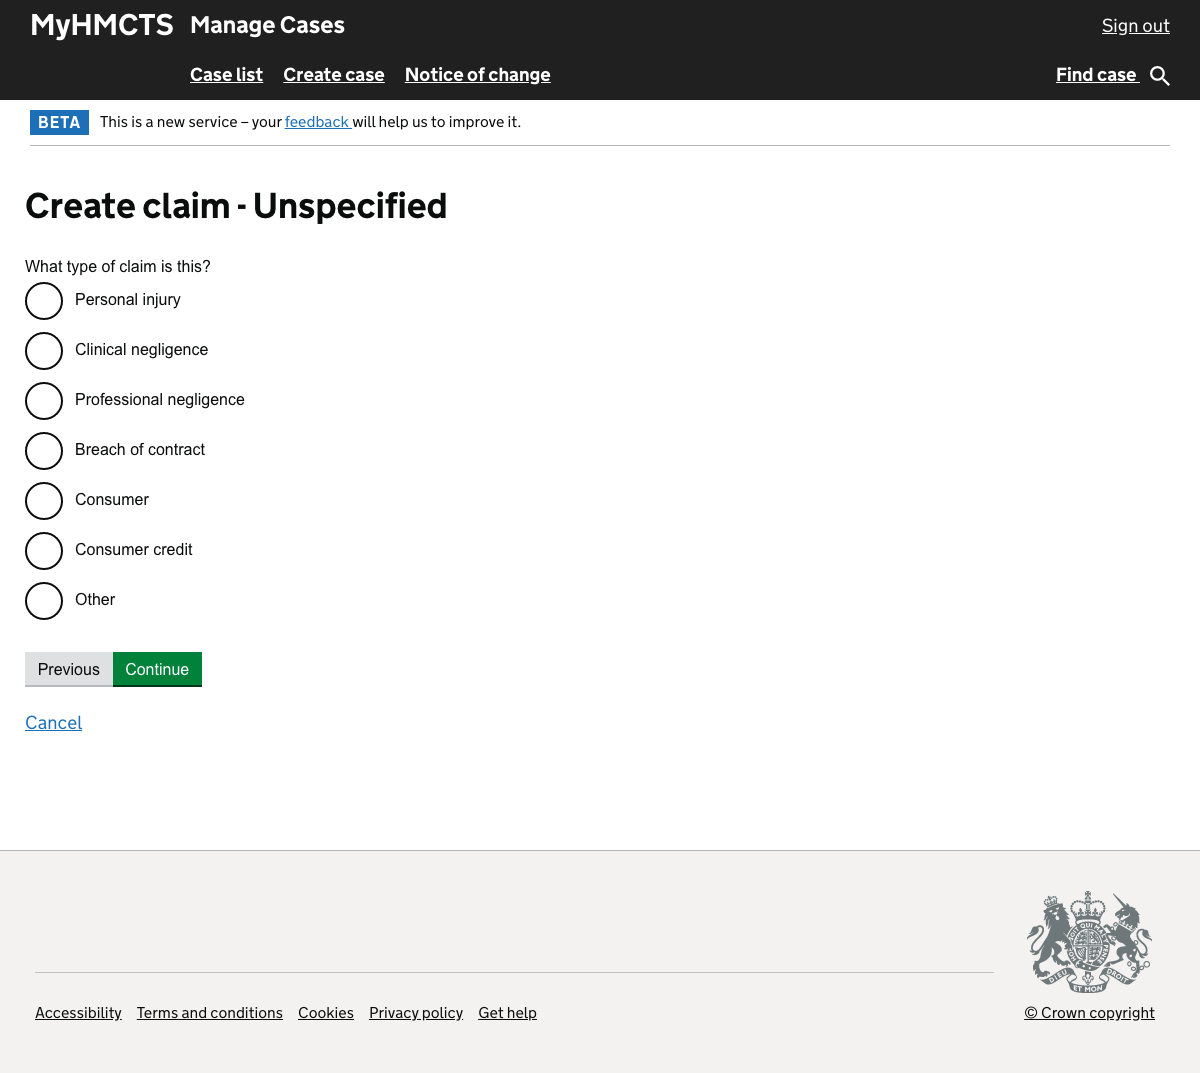 MyHMCTS Manage Cases Sign out
Case list Create case Notice of change Find case
BETA This is a new service – your feedback will help us to improve it.
Create claim - Unspecified
What type of claim is this?
Personal injury
Clinical negligence
Professional negligence
Breach of contract
Consumer
Consumer credit
Other
Previous Continue
Cancel
DIEU ET MON DROIT
Accessibility Terms and conditions Cookies Privacy policy Get help © Crown copyright